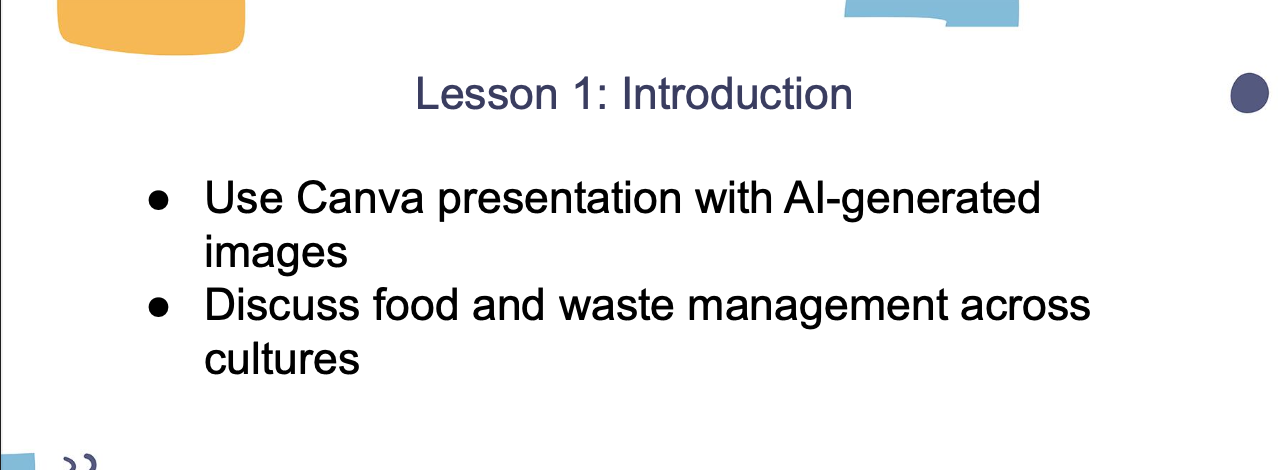 Lesson 1: Introduction
● Use Canva presentation with AI-generated
images
● Discuss food and waste management across
cultures